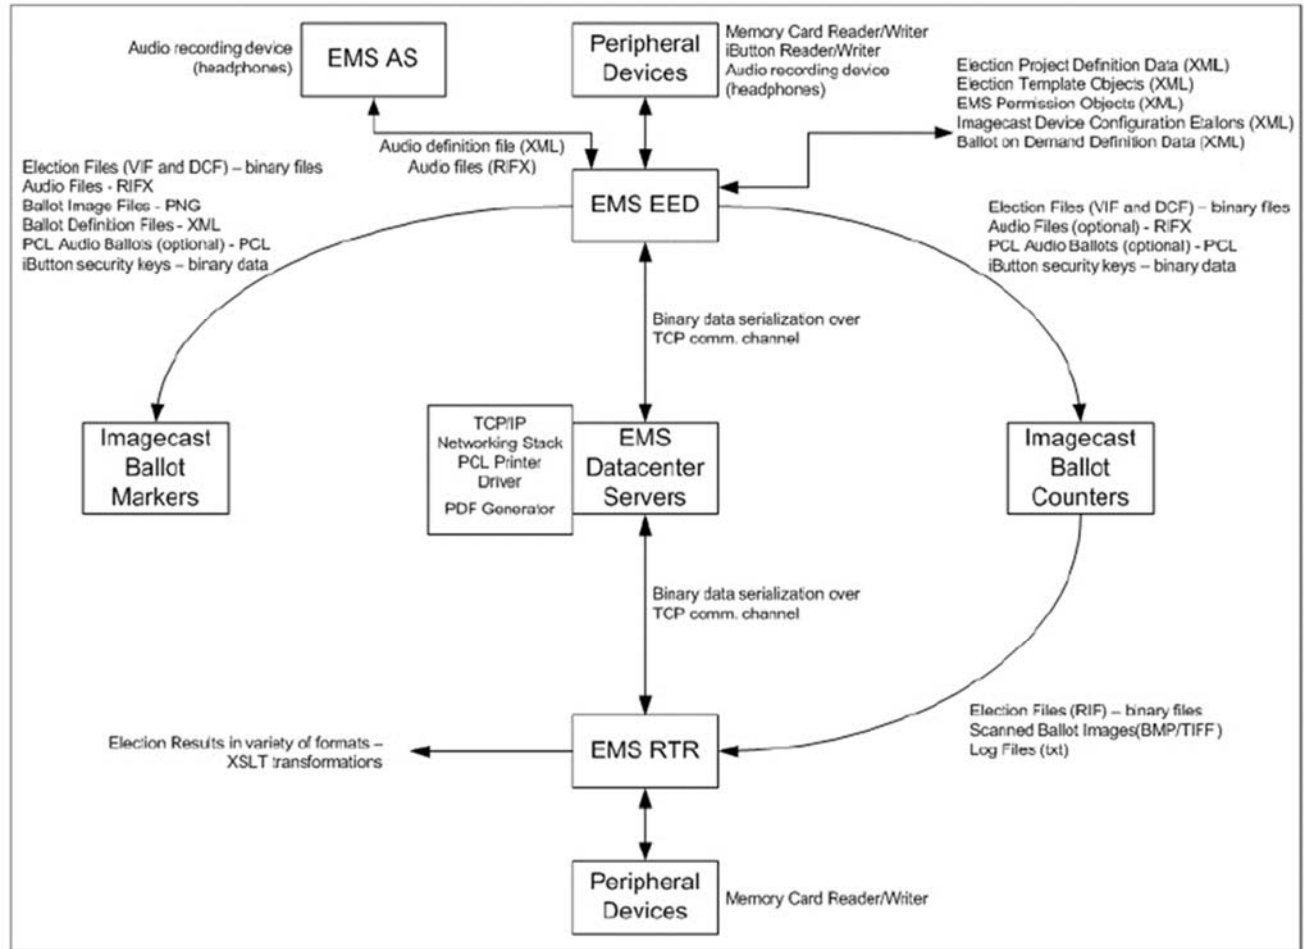 Audio recording device
(headphones)
EMS AS
Peripheral
Devices
Memory Card Reader/Writer
iButton Reader/Writer
Audio recording device
(headphones)
Election Project Definition Data (XML)
Election Template Objects (XML)
EMS Permission Objects (XML)
Imagecast Device Configuration Etallons (XML)
Ballot on Demand Definition Data (XML)
Audio definition file (XML)
Audio files (RIFX)
Election Files (VIF and DCF) – binary files
Audio Files - RIFX
Ballot Image Files - PNG
Ballot Definition Files - XML
PCL Audio Ballots (optional) - PCL
iButton security keys – binary data
EMS EED
Election Files (VIF and DCF) – binary files
Audio Files (optional) - RIFX
PCL Audio Ballots (optional) - PCL
iButton security keys – binary data
Binary data serialization over
TCP comm. channel
Imagecast
Ballot
Markers
TCP/IP
Networking Stack
PCL Printer
Driver
PDF Generator
EMS
Datacenter
Servers
Imagecast
Ballot
Counters
Binary data serialization over
TCP comm. channel
Election Results in variety of formats –
XSLT transformations
EMS RTR
Election Files (RIF) – binary files
Scanned Ballot Images(BMP/TIFF)
Log Files (txt)
Peripheral
Devices
Memory Card Reader/Writer